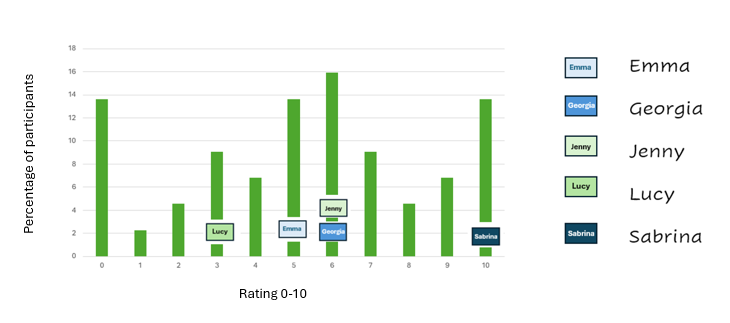 18
16
14
12
10
8
6
4
2
0
Percentage of participants
Lucy
Emma
Jenny
Georgia
Sabrina
0 1 2 3 4 5 6 7 8 9 10
Rating 0-10
Emma Emma
Georgia Georgia
Jenny Jenny
Lucy Lucy
Sabrina Sabrina